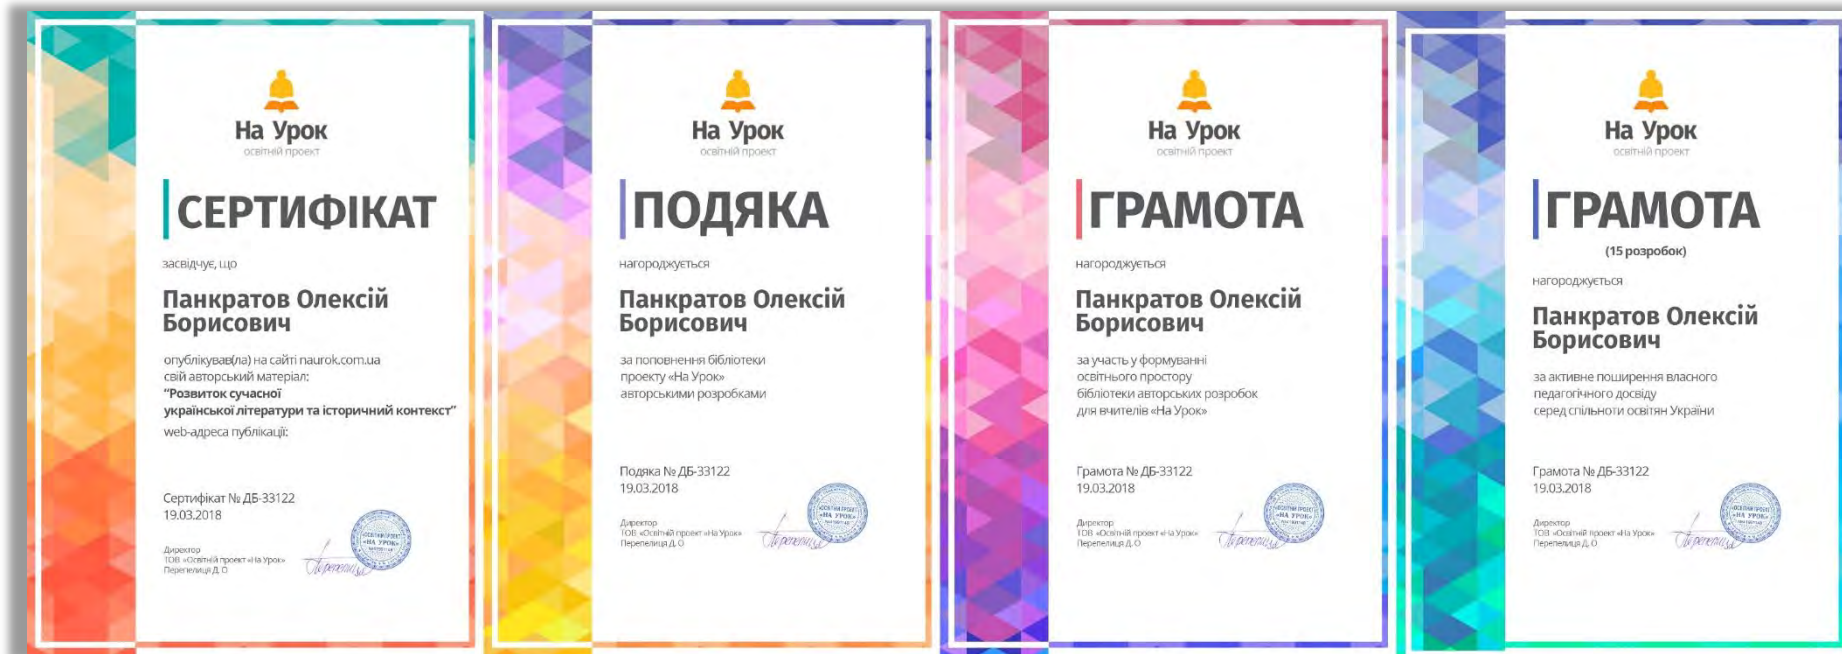 На Урок
освітній проект
СЕРТИФІКАТ
засвідчує, що
Панкратов Олексій
Борисович
опублікував(ла) на сайті naurok.com.ua
свій авторський матеріал:
“Розвиток сучасної
української літератури та історичний контекст”
web-адреса публікації:
Сертифікат № ДБ-33122
19.03.2018
Директор
ТОВ «Освітній проект «На Урок»
Перепелиця Д. О
На Урок
освітній проект
ПОДЯКА
нагороджується
Панкратов Олексій
Борисович
за поповнення бібліотеки
проекту «На Урок»
авторськими розробками
Подяка № ДБ-33122
19.03.2018
Директор
ТОВ «Освітній проект «На Урок»
Перепелиця Д. О
На Урок
освітній проект
ГРАМОТА
нагороджується
Панкратов Олексій
Борисович
за участь у формуванні
освітнього простору
бібліотеки авторських розробок
для вчителів «На Урок»
Грамота № ДБ-33122
19.03.2018
Директор
ТОВ «Освітній проект «На Урок»
Перепелиця Д. О
На Урок
освітній проект
ГРАМОТА
(15 розробок)
нагороджується
Панкратов Олексій
Борисович
за активне поширення власного
педагогічного досвіду
серед спільноти освітян України
Грамота № ДБ-33122
19.03.2018
Директор
ТОВ «Освітній проект «На Урок»
Перепелиця Д. О